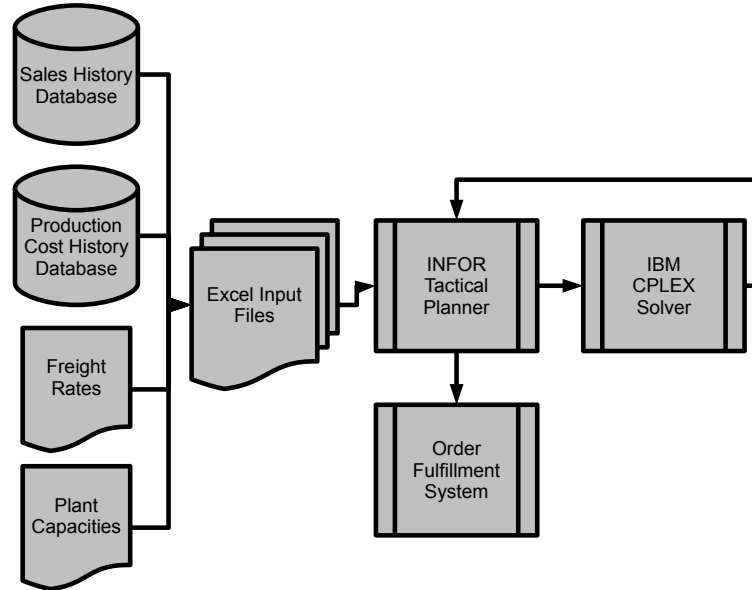 Sales History
Database
Production
Cost History
Database
Freight
Rates
Plant
Capacities
Excel Input
Files
INFOR
Tactical
Planner
IBM
CPLEX
Solver
Order
Fulfillment
System